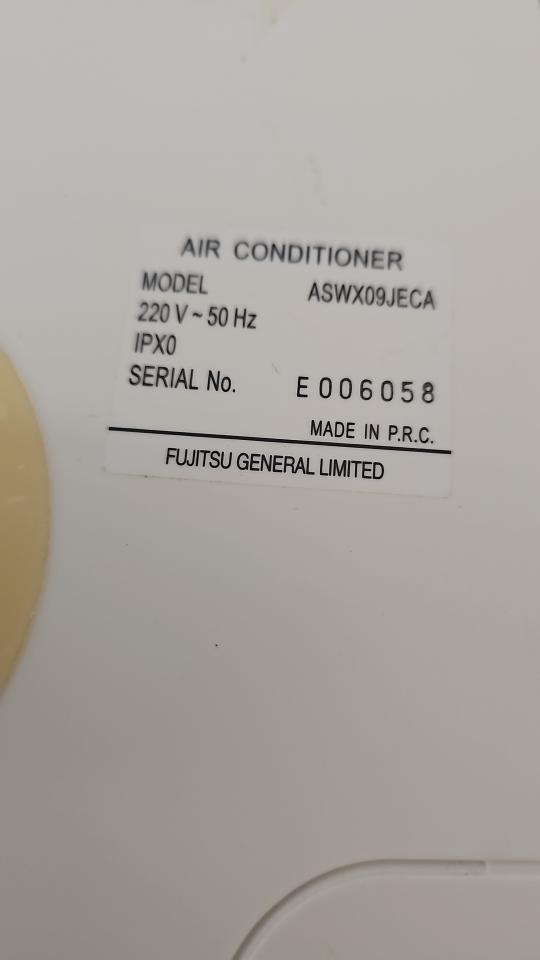 AIR CONDITIONER
MODEL ASWX09JECA
220 V ~ 50 Hz
IPX0
SERIAL No. E006058
MADE IN P.R.C.
FUJITSU GENERAL LIMITED